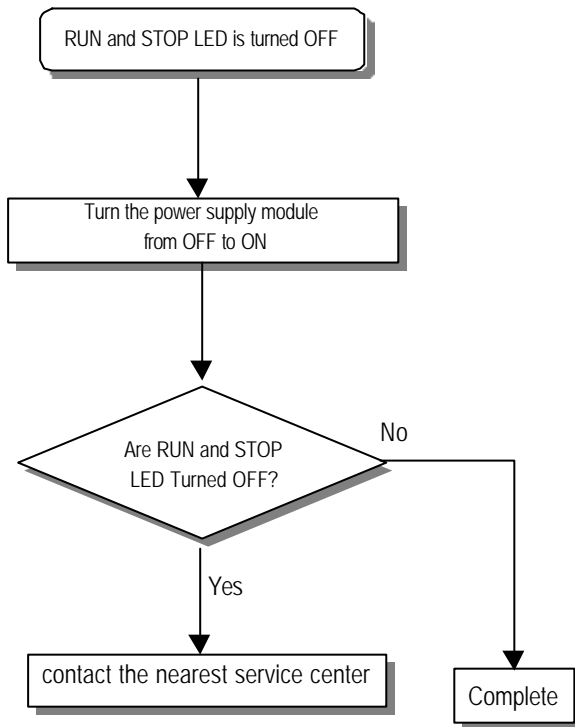 RUN and STOP LED is turned OFF
Turn the power supply module
from OFF to ON
Are RUN and STOP
LED Turned OFF?
No
Yes
contact the nearest service center
Complete